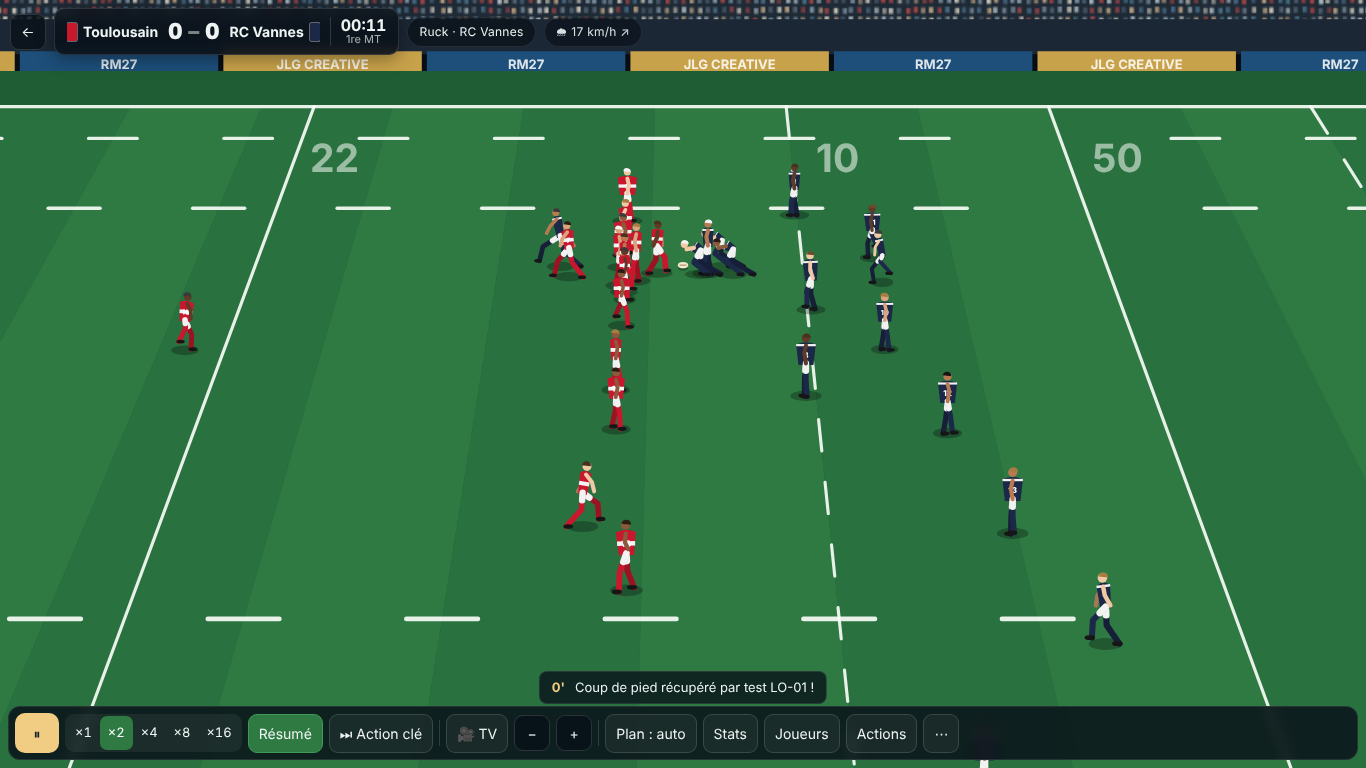 ←
Toulousain 0 – 0 RC Vannes
00:11
1re MT
Ruck · RC Vannes
17 km/h ↗
RM27 JLG CREATIVE RM27 JLG CREATIVE RM27 JLG CREATIVE RM27
22 10 50
0' Coup de pied récupéré par test LO-01 !
×1 ×2 ×4 ×8 ×16 Résumé Action clé TV − + Plan : auto Stats Joueurs Actions ⋯